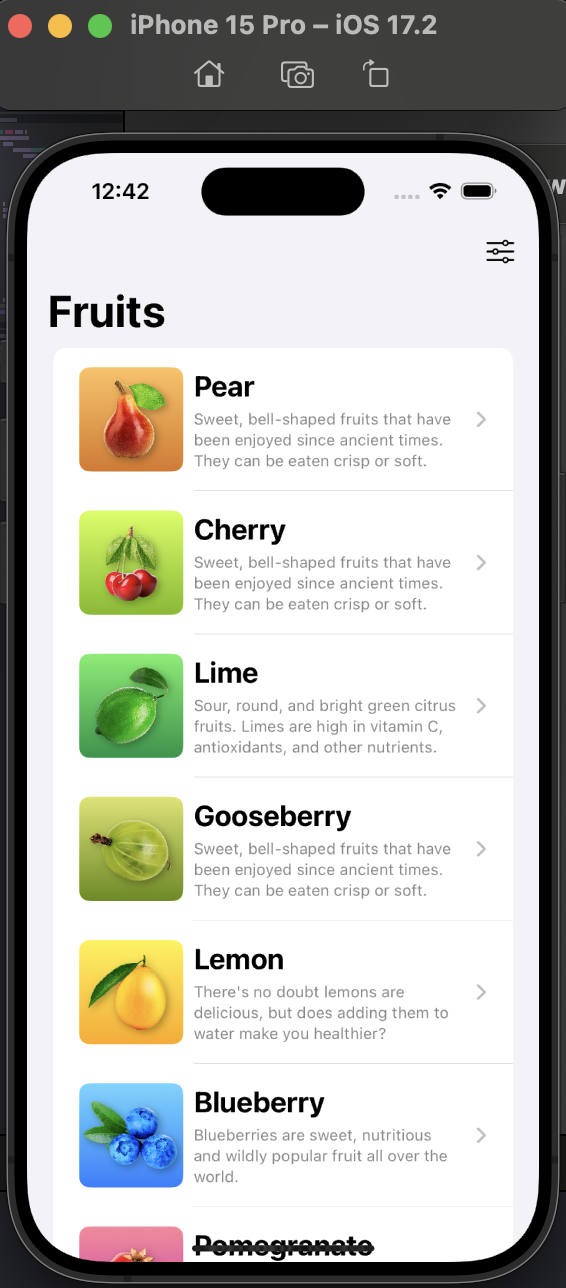 iPhone 15 Pro – iOS 17.2
12:42
Fruits
Pear
Sweet, bell-shaped fruits that have
been enjoyed since ancient times.
They can be eaten crisp or soft.
Cherry
Sweet, bell-shaped fruits that have
been enjoyed since ancient times.
They can be eaten crisp or soft.
Lime
Sour, round, and bright green citrus
fruits. Limes are high in vitamin C,
antioxidants, and other nutrients.
Gooseberry
Sweet, bell-shaped fruits that have
been enjoyed since ancient times.
They can be eaten crisp or soft.
Lemon
There's no doubt lemons are
delicious, but does adding them to
water make you healthier?
Blueberry
Blueberries are sweet, nutritious
and wildly popular fruit all over the
world.
Pomegranate